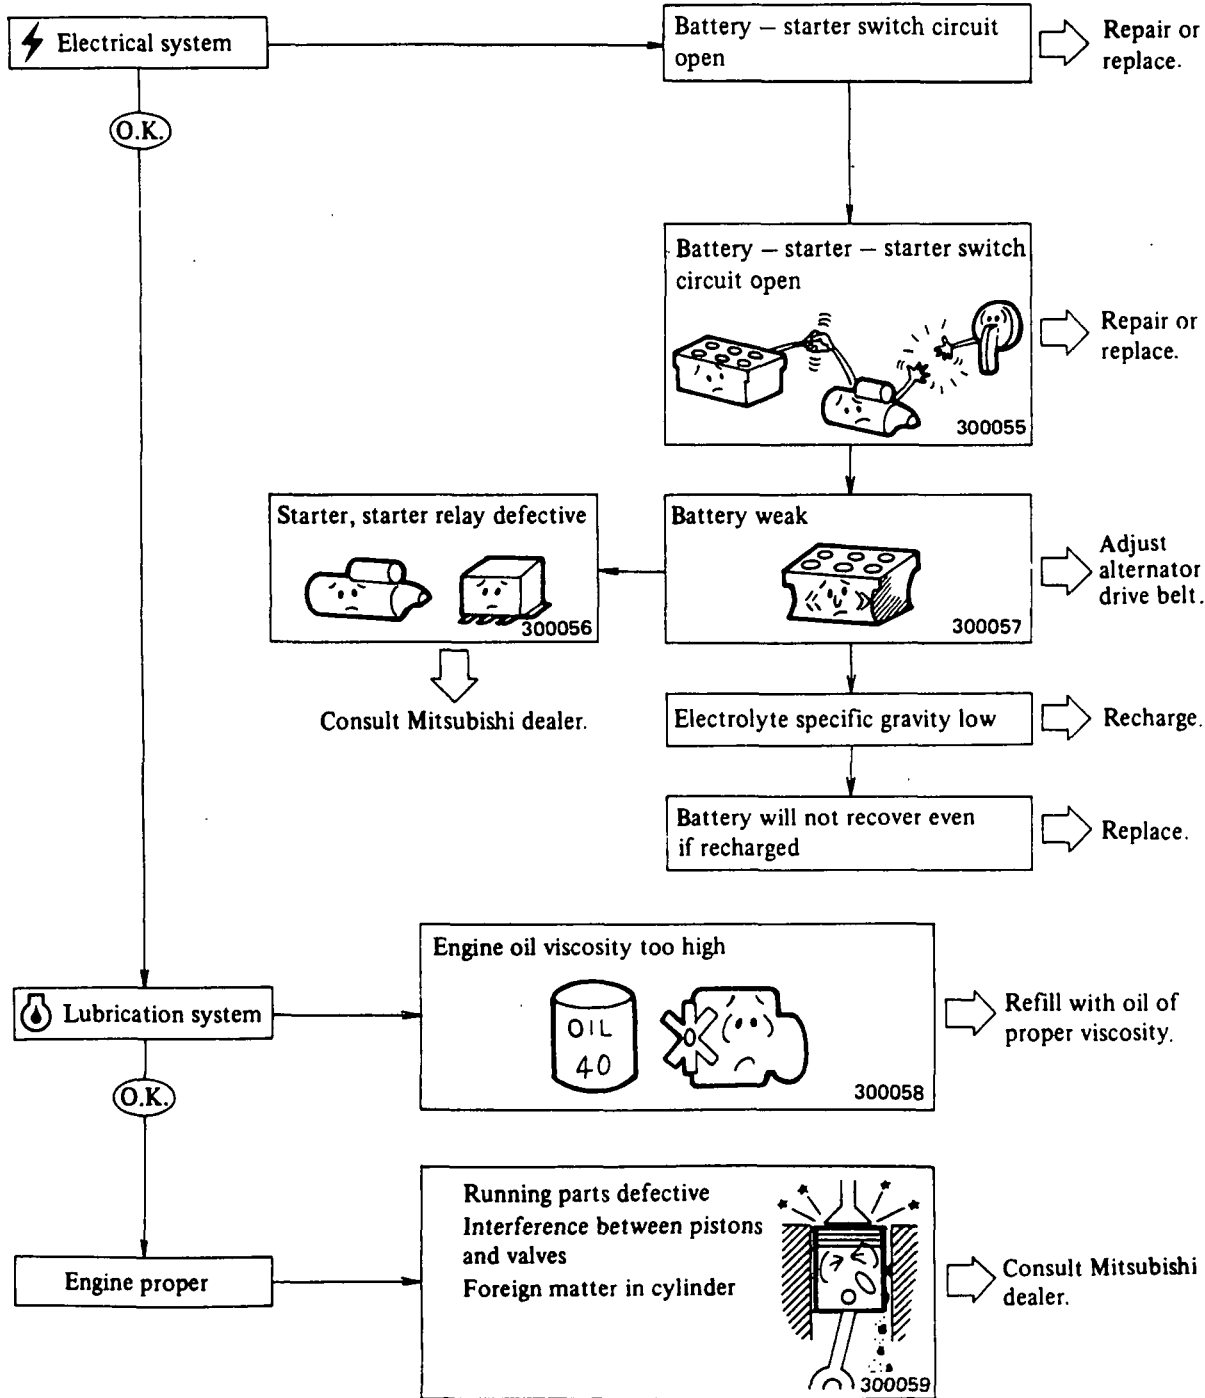 Electrical system
Battery – starter switch circuit
open
Repair or
replace.
O.K.
Battery – starter – starter switch
circuit open
300055
Repair or
replace.
Starter, starter relay defective
300056
Consult Mitsubishi dealer.
Battery weak
300057
Adjust
alternator
drive belt.
Electrolyte specific gravity low
Recharge.
Battery will not recover even
if recharged
Replace.
Lubrication system
Engine oil viscosity too high
OIL
40
300058
Refill with oil of
proper viscosity.
O.K.
Engine proper
Running parts defective
Interference between pistons
and valves
Foreign matter in cylinder
300059
Consult Mitsubishi
dealer.